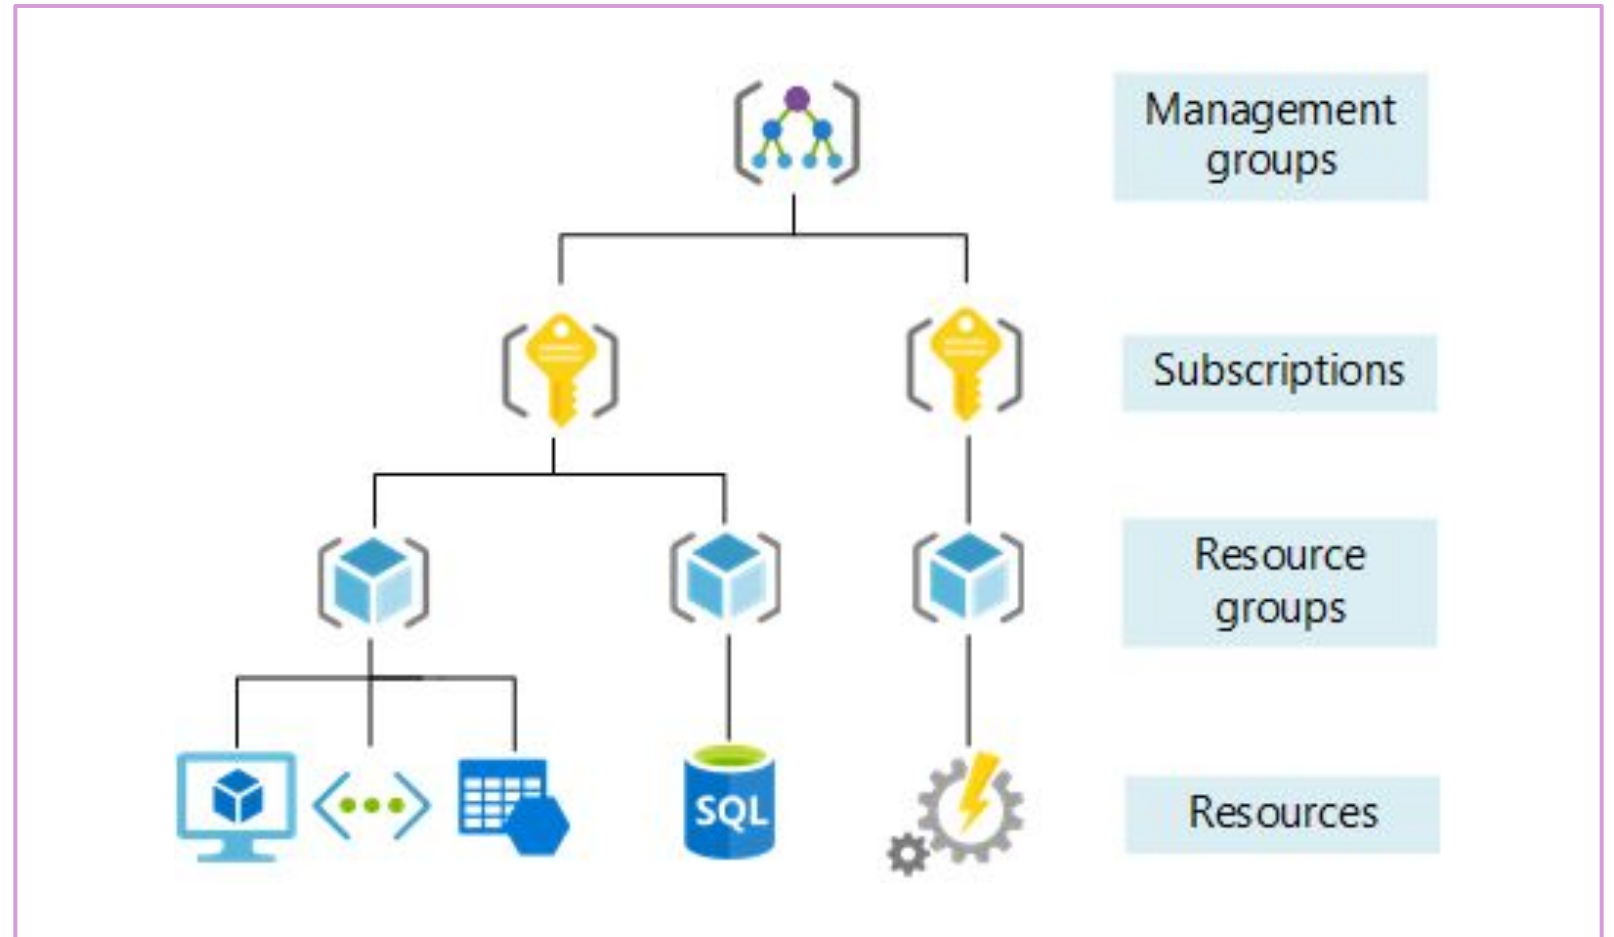 Management
groups
Subscriptions
Resource
groups
SQL
Resources